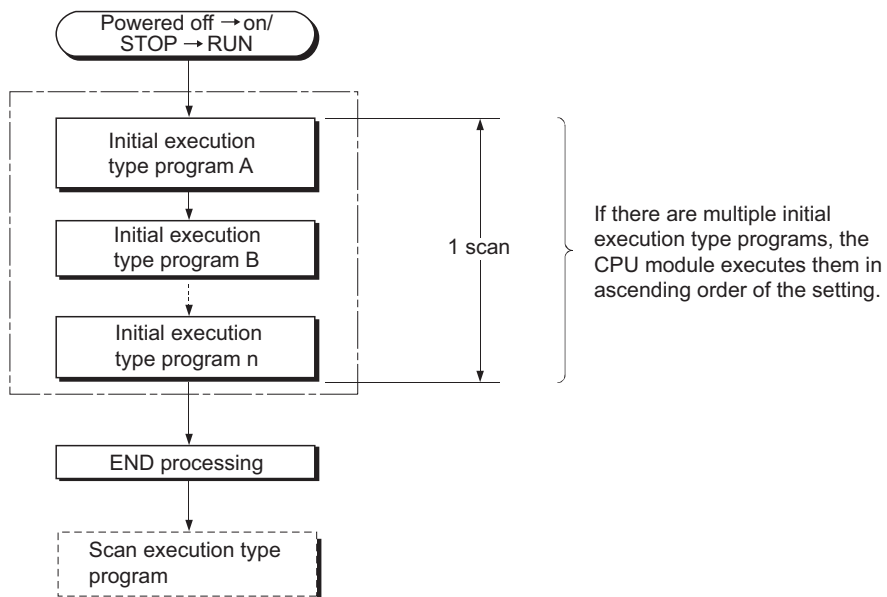 Powered off → on/
STOP → RUN
Initial execution
type program A
Initial execution
type program B
Initial execution
type program n
1 scan
If there are multiple initial
execution type programs, the
CPU module executes them in
ascending order of the setting.
END processing
Scan execution type
program